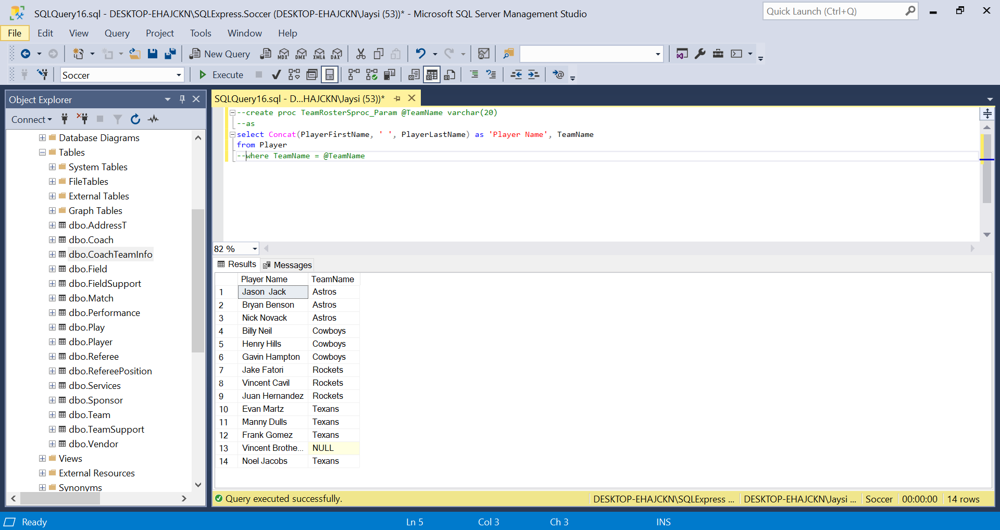 SQLQuery16.sql - DESKTOP-EHAJCKN\SQLExpress.Soccer (DESKTOP-EHAJCKN\Jaysi (53))* - Microsoft SQL Server Management Studio
Quick Launch (Ctrl+Q)
File Edit View Query Project Tools Window Help
New Query MDX DMX XMLA DAX
Soccer Execute
Object Explorer
Connect
Database Diagrams
Tables
System Tables
FileTables
External Tables
Graph Tables
dbo.AddressT
dbo.Coach
dbo.CoachTeamInfo
dbo.Field
dbo.FieldSupport
dbo.Match
dbo.Performance
dbo.Play
dbo.Player
dbo.Referee
dbo.RefereePosition
dbo.Services
dbo.Sponsor
dbo.Team
dbo.TeamSupport
dbo.Vendor
Views
External Resources
Synonyms
SQLQuery16.sql - D...HAJCKN\Jaysi (53))*
--create proc TeamRosterSproc_Param @TeamName varchar(20)
--as
select Concat(PlayerFirstName, ' ', PlayerLastName) as 'Player Name', TeamName
from Player
--where TeamName = @TeamName
82 %
Results Messages
Player Name TeamName
1 Jason  Jack Astros
2 Bryan Benson Astros
3 Nick Novack Astros
4 Billy Neil Cowboys
5 Henry Hills Cowboys
6 Gavin Hampton Cowboys
7 Jake Fatori Rockets
8 Vincent Cavil Rockets
9 Juan Hernandez Rockets
10 Evan Martz Texans
11 Manny Dulls Texans
12 Frank Gomez Texans
13 Vincent Brothe... NULL
14 Noel Jacobs Texans
Query executed successfully. DESKTOP-EHAJCKN\SQLExpress ... DESKTOP-EHAJCKN\Jaysi ... Soccer 00:00:00 14 rows
Ready Ln 5 Col 3 Ch 3 INS